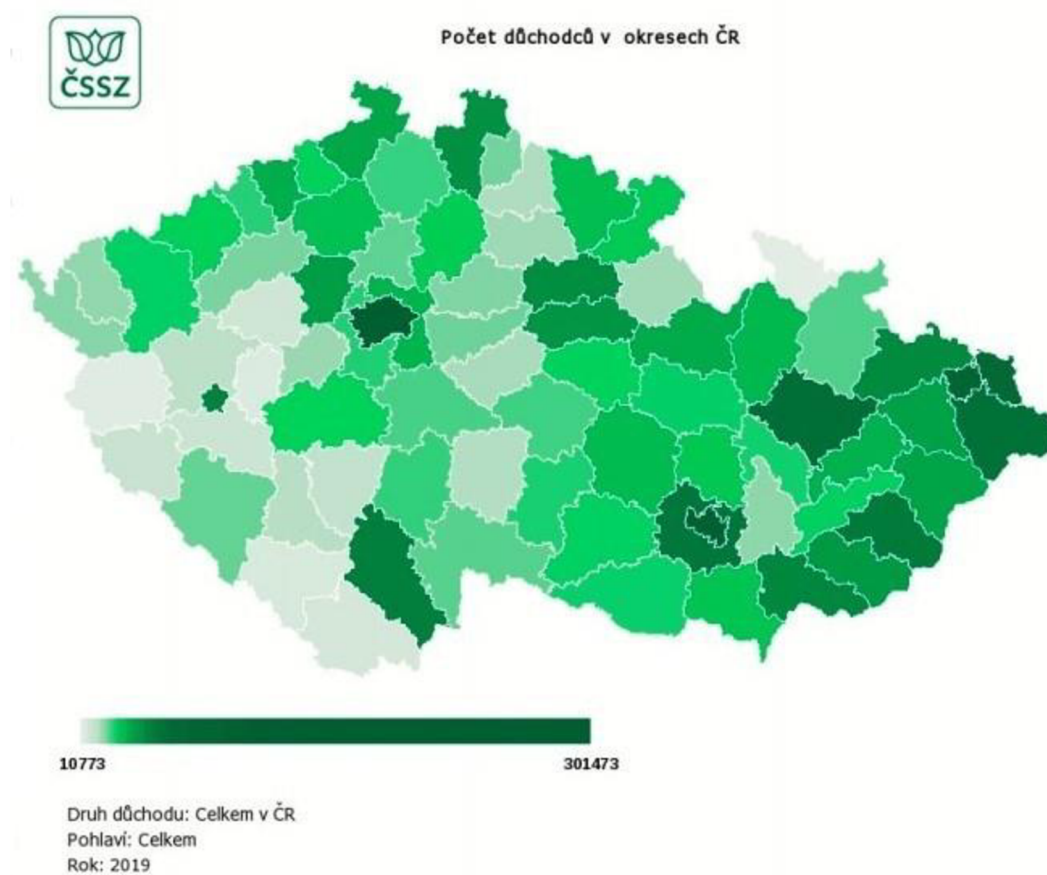 ČSSZ
Počet důchodců v okresech ČR
10773 301473
Druh důchodu: Celkem v ČR
Pohlaví: Celkem
Rok: 2019